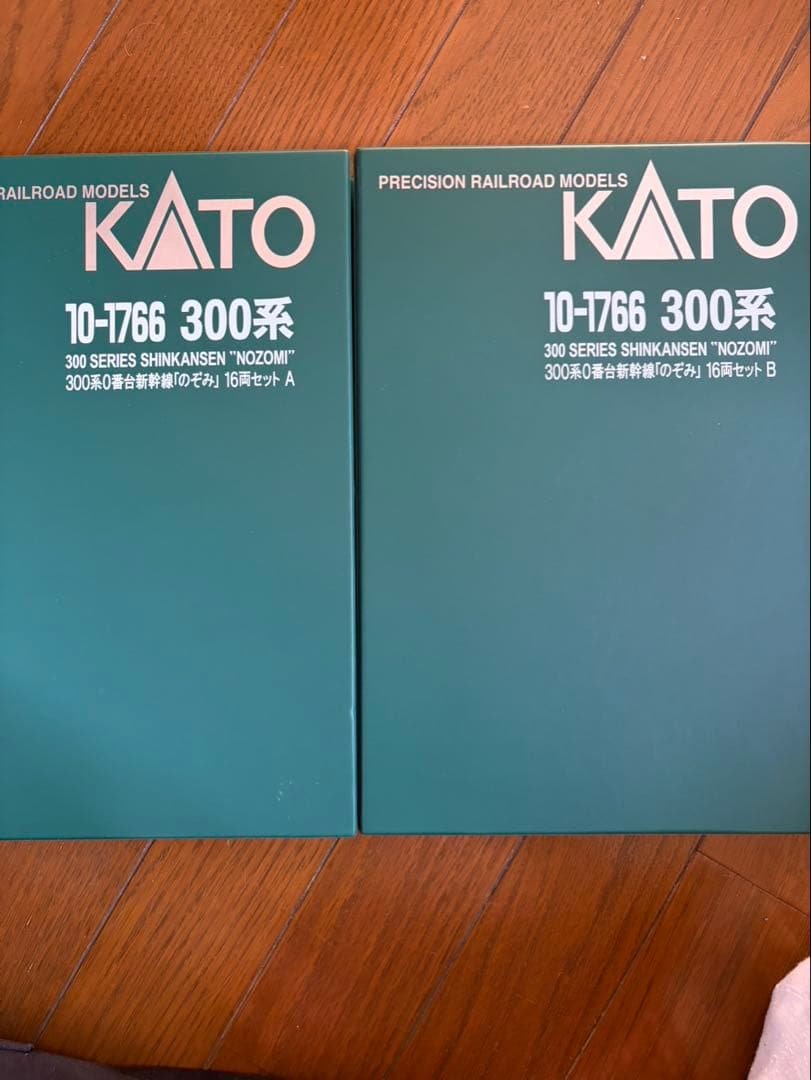 RAILROAD MODELS
KATO
10-1766 300系
300 SERIES SHINKANSEN "NOZOMI"
300系0番台新幹線「のぞみ」16両セット A
PRECISION RAILROAD MODELS
KATO
10-1766 300系
300 SERIES SHINKANSEN "NOZOMI"
300系0番台新幹線「のぞみ」16両セット B